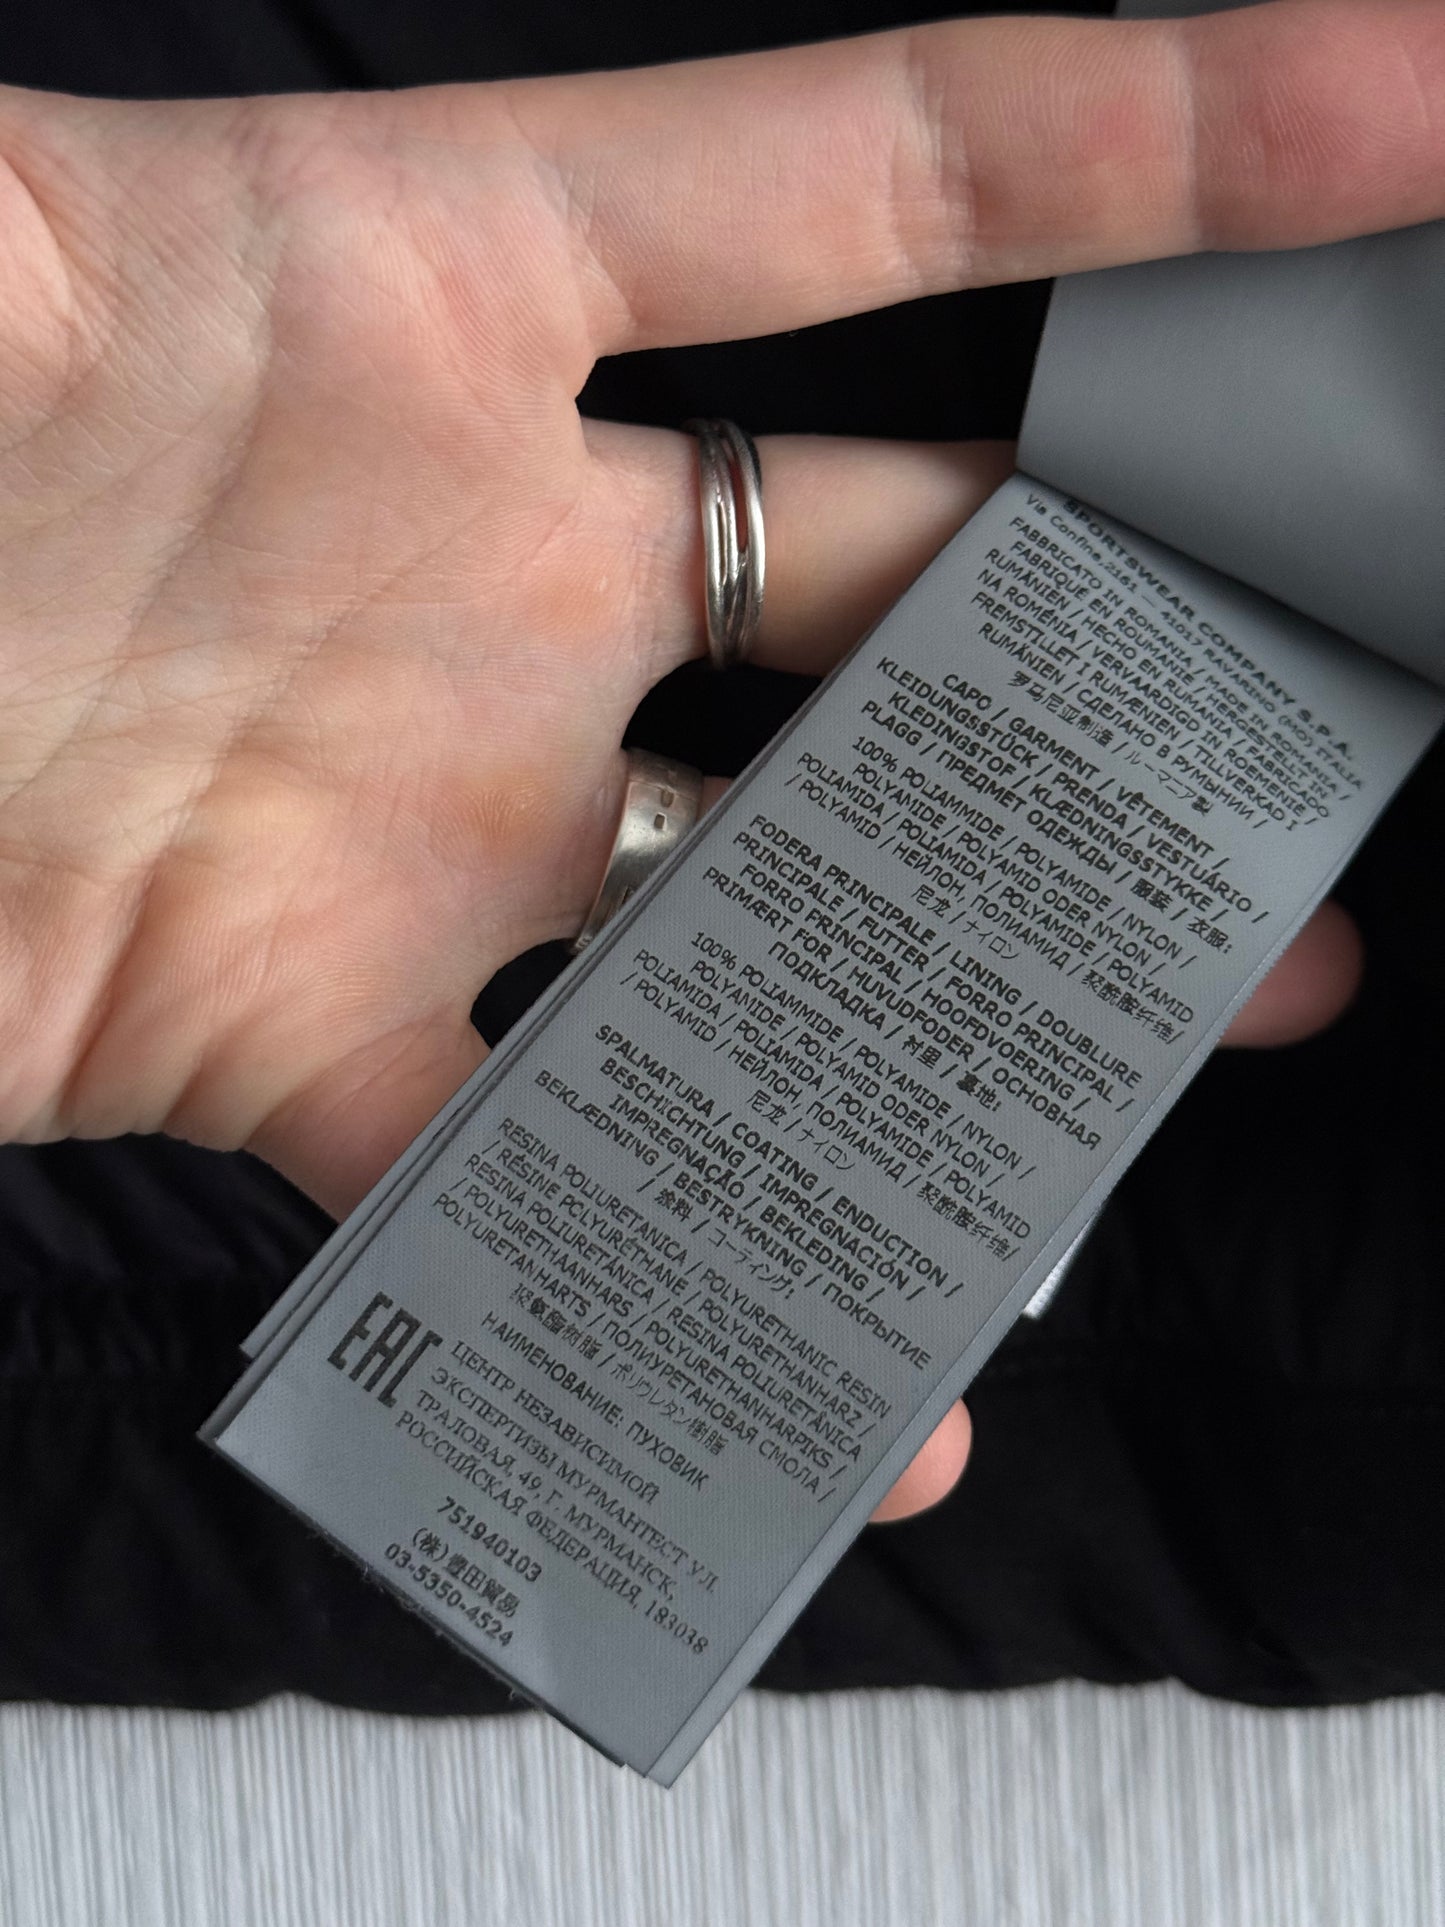 SPORTSWEAR COMPANY S.P.A.
Via Confine,2161 — 41017 RAVARINO (MO) ITALIA
FABBRICATO IN ROMANIA / MADE IN ROMANIA /
FABRIQUÉ EN ROUMANIE / HERGESTELLT IN
RUMÄNIEN / HECHO EN RUMANIA / FABRICADO
NA ROMÉNIA / VERVAARDIGD IN ROEMENIË /
FREMSTILLET I RUMÆNIEN / TILLVERKAD I
RUMÄNIEN / СДЕЛАНО В РУМЫНИИ /
罗马尼亚制造 / ルーマニア製
CAPO / GARMENT / VÊTEMENT /
KLEIDUNGSSTÜCK / PRENDA / VESTUÁRIO /
KLEDINGSTOF / KLÆDNINGSSTYKKE /
PLAGG / ПРЕДМЕТ ОДЕЖДЫ / 服装 / 衣服:
100% POLIAMMIDE / POLYAMIDE / NYLON /
POLYAMIDE / POLYAMID ODER NYLON /
POLIAMIDA / POLIAMIDA / POLYAMIDE / POLYAMID
/ POLYAMID / НЕЙЛОН, ПОЛИАМИД / 聚酰胺纤维/
尼龙 / ナイロン
FODERA PRINCIPALE / LINING / DOUBLURE
PRINCIPALE / FUTTER / FORRO PRINCIPAL /
FORRO PRINCIPAL / HOOFDVOERING /
PRIMÆRT FOR / HUVUDFODER / ОСНОВНАЯ
ПОДКЛАДКА / 衬里 / 裏地:
100% POLIAMMIDE / POLYAMIDE / NYLON /
POLYAMIDE / POLYAMID ODER NYLON /
POLIAMIDA / POLIAMIDA / POLYAMIDE / POLYAMID
/ POLYAMID / НЕЙЛОН, ПОЛИАМИД / 聚酰胺纤维/
尼龙 / ナイロン
SPALMATURA / COATING / ENDUCTION /
BESCHICHTUNG / IMPREGNACIÓN /
IMPREGNAÇÃO / BEKLEDING /
BEKLÆDNING / BESTRYKNING / ПОКРЫТИЕ
/ 涂料 / コーティング:
RESINA POLIURETANICA / POLYURETHANIC RESIN
/ RÉSINE POLYURÉTHANE / POLYURETHANHARZ /
RESINA POLIURETÁNICA / RESINA POLIURETÂNICA
/ POLYURETHAANHARS / POLYURETHANHARPIKS /
POLYURETANHARTS / ПОЛИУРЕТАНОВАЯ СМОЛА /
聚氨酯树脂 / ポリウレタン樹脂
НАИМЕНОВАНИЕ: ПУХОВИК
EAC
ЦЕНТР НЕЗАВИСИМОЙ
ЭКСПЕРТИЗЫ МУРМАНТЕСТ УЛ.
ТРАЛОВАЯ, 49, Г. МУРМАНСК,
РОССИЙСКАЯ ФЕДЕРАЦИЯ, 183038
751940103
(株)豊田貿易
03-5350-4524